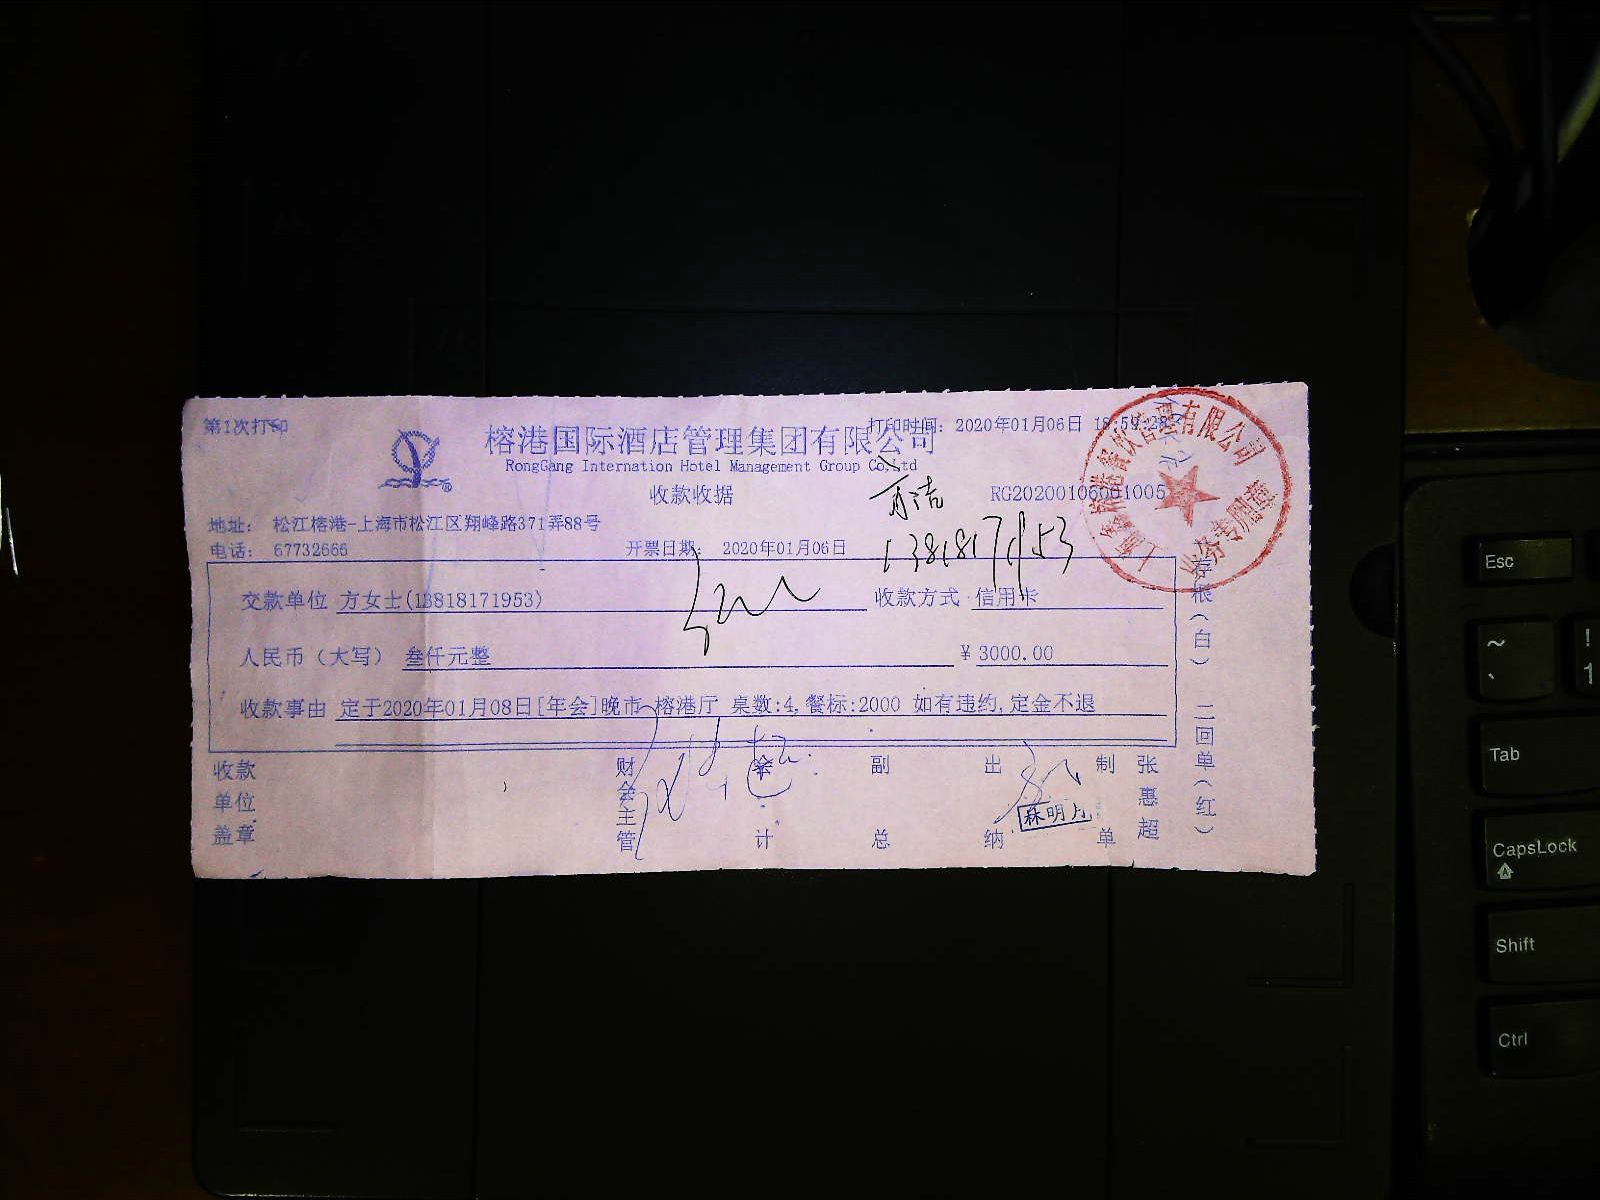 第1次打印
打印时间: 2020年01月06日
榕港国际酒店管理集团有限公司
RongGang Internation Hotel Management Group Co.Ltd
收款收据
RG20200106001005
地址: 松江榕港-上海市松江区翔峰路371弄88号
电话: 67732666
开票日期: 2020年01月06日
交款单位 方女士(13818171953)
收款方式 信用卡
人民币(大写) 叁仟元整
¥ 3000.00
收款事由 定于2020年01月08日[年会]晚市 榕港厅 桌数:4,餐标:2000 如有违约,定金不退
收款单位盖章
财会主管
会计
副总
出纳
制单
张惠超
存根(白) 二回单(红)
Esc
~
`
!
1
Tab
CapsLock
Shift
Ctrl